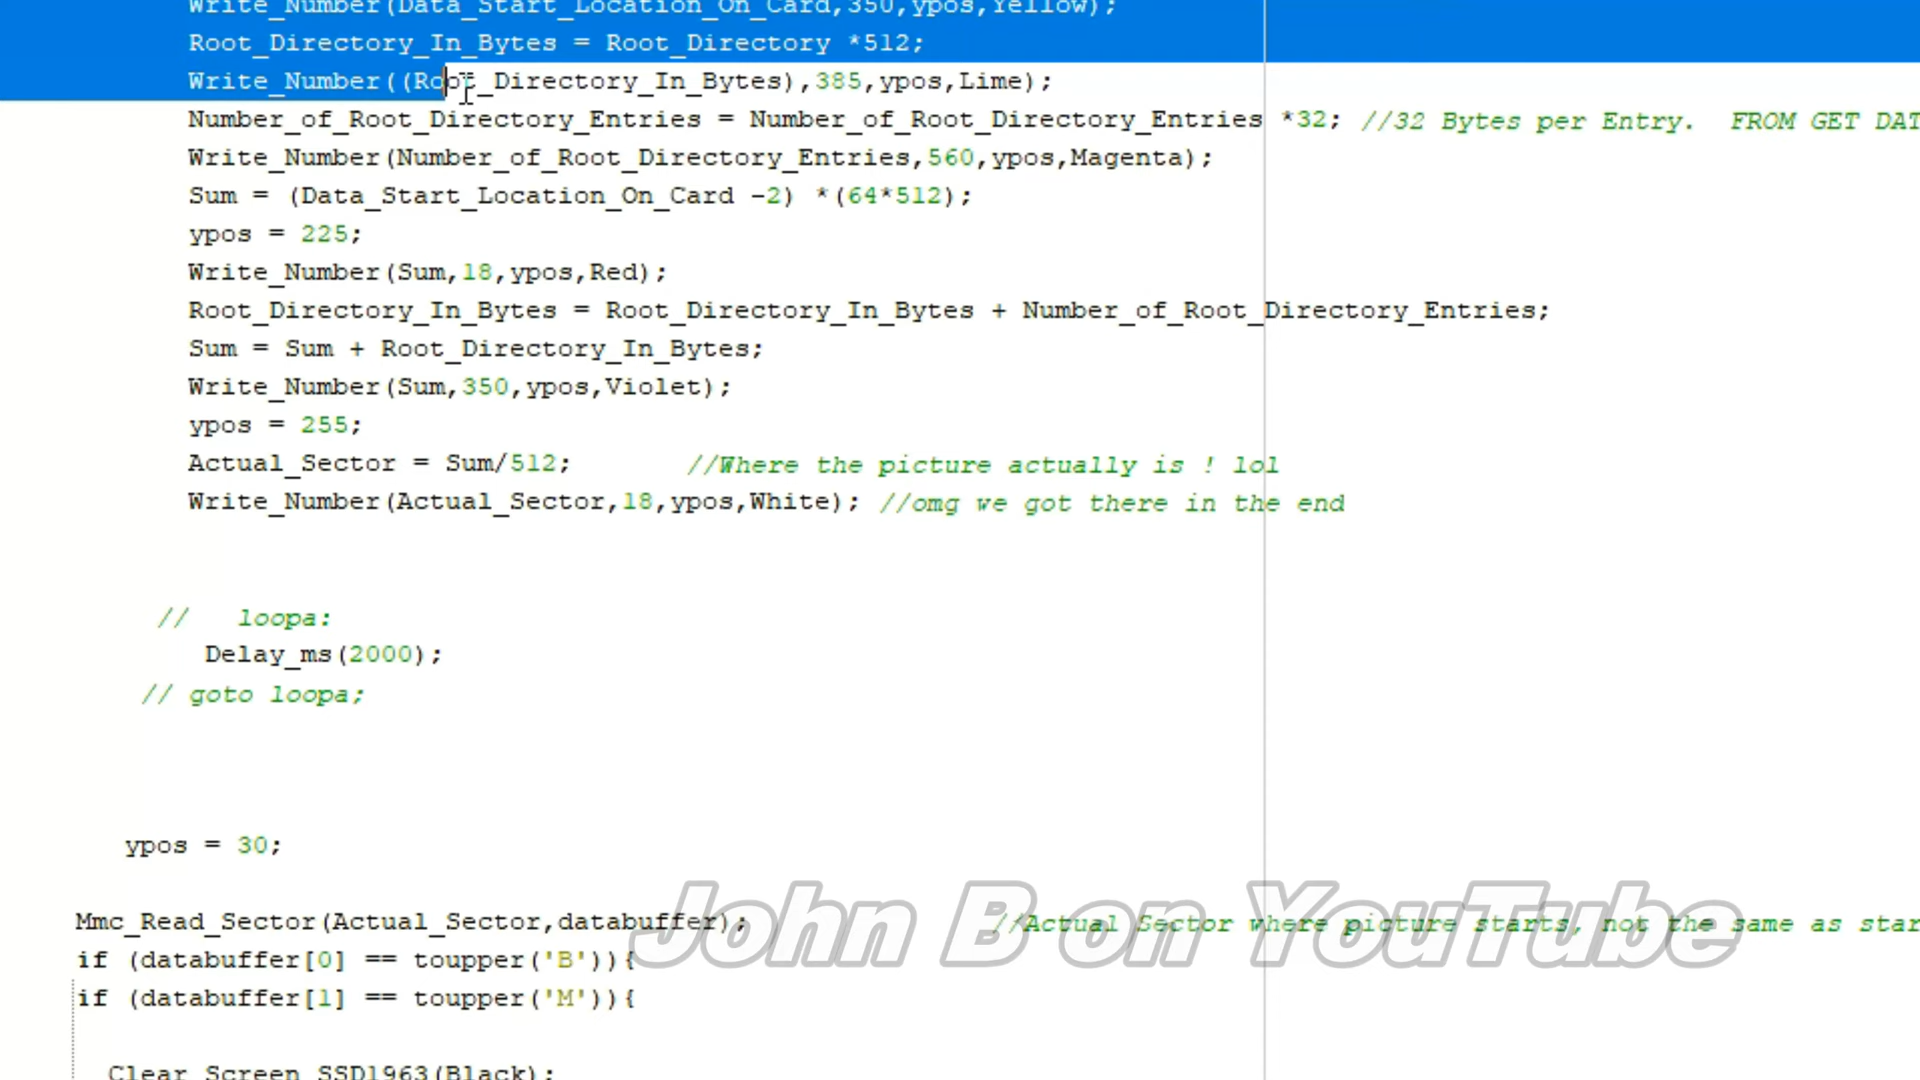 Write_Number(Data_Start_Location_On_Card,350,ypos,Yellow);
Root_Directory_In_Bytes = Root_Directory *512;
Write_Number((Root_Directory_In_Bytes),385,ypos,Lime);
Number_of_Root_Directory_Entries = Number_of_Root_Directory_Entries *32; //32 Bytes per Entry.  FROM GET DAT
Write_Number(Number_of_Root_Directory_Entries,560,ypos,Magenta);
Sum = (Data_Start_Location_On_Card -2) *(64*512);
ypos = 225;
Write_Number(Sum,18,ypos,Red);
Root_Directory_In_Bytes = Root_Directory_In_Bytes + Number_of_Root_Directory_Entries;
Sum = Sum + Root_Directory_In_Bytes;
Write_Number(Sum,350,ypos,Violet);
ypos = 255;
Actual_Sector = Sum/512;       //Where the picture actually is ! lol
Write_Number(Actual_Sector,18,ypos,White); //omg we got there in the end
//   loopa:
Delay_ms(2000);
// goto loopa;
ypos = 30;
Mmc_Read_Sector(Actual_Sector,databuffer);               //Actual Sector where picture starts, not the same as star
John B on YouTube
if (databuffer[0] == toupper('B')){
if (databuffer[1] == toupper('M')){
Clear_Screen_SSD1963(Black);